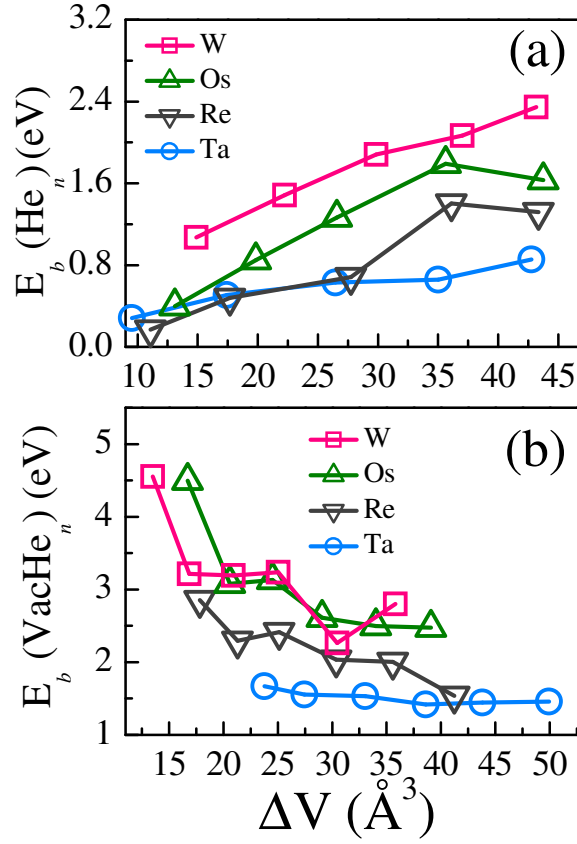 (a)
W
Os
Re
Ta
E_b(He_n)(eV)
3.2
2.4
1.6
0.8
0.0
10 15 20 25 30 35 40 45
(b)
W
Os
Re
Ta
E_b(VacHe_n)(eV)
5
4
3
2
1
15 20 25 30 35 40 45 50
ΔV (Å³)